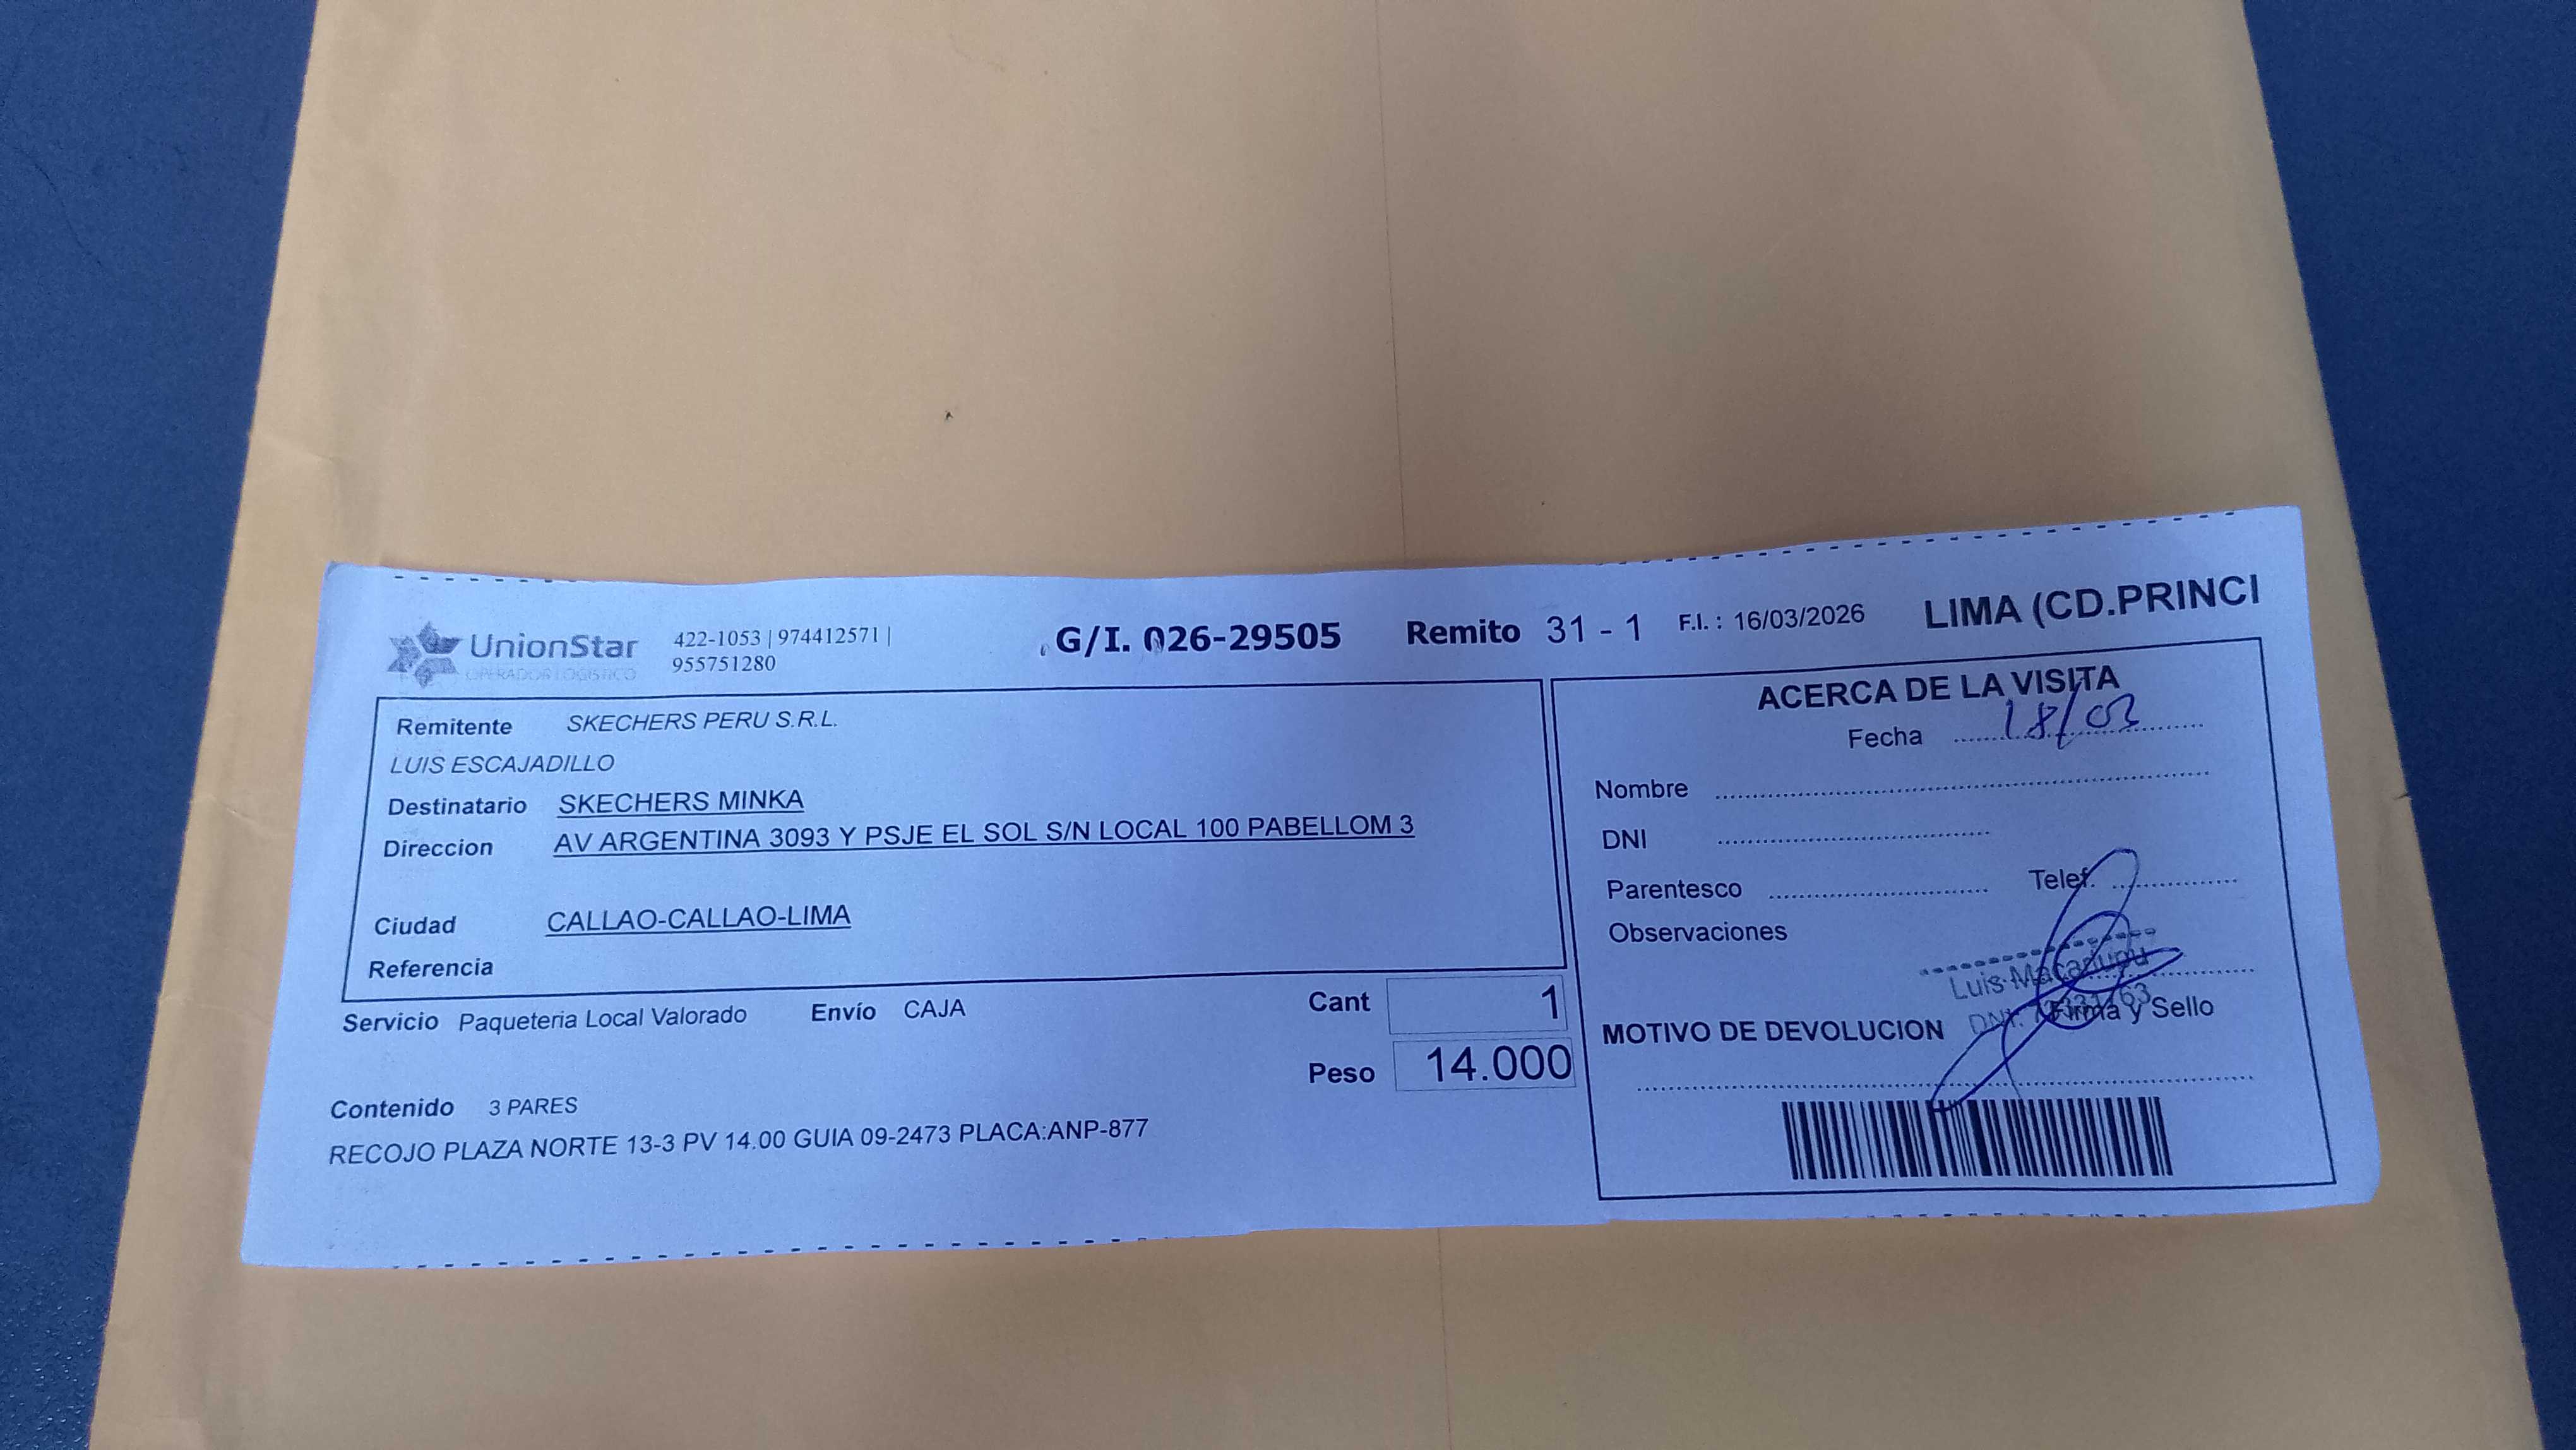 UnionStar
OPERADOR LOGISTICO
422-1053 | 974412571 |
955751280
G/I. 026-29505
Remito 31 - 1
F.I. : 16/03/2026
LIMA (CD.PRINCI
Remitente SKECHERS PERU S.R.L.
LUIS ESCAJADILLO
Destinatario SKECHERS MINKA
Direccion AV ARGENTINA 3093 Y PSJE EL SOL S/N LOCAL 100 PABELLOM 3
Ciudad CALLAO-CALLAO-LIMA
Referencia
Servicio Paqueteria Local Valorado Envío CAJA
Cant 1
Peso 14.000
Contenido 3 PARES
RECOJO PLAZA NORTE 13-3 PV 14.00 GUIA 09-2473 PLACA:ANP-877
ACERCA DE LA VISITA
Fecha 18/03
Nombre
DNI
Parentesco Telef.
Observaciones
Luis
DNI:
Firma y Sello
MOTIVO DE DEVOLUCION